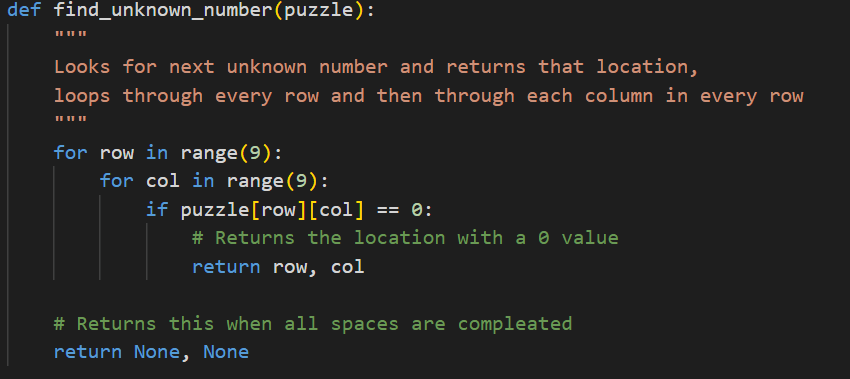 def find_unknown_number(puzzle):
    """
    Looks for next unknown number and returns that location,
    loops through every row and then through each column in every row
    """
    for row in range(9):
        for col in range(9):
            if puzzle[row][col] == 0:
                # Returns the location with a 0 value
                return row, col

    # Returns this when all spaces are compleated
    return None, None